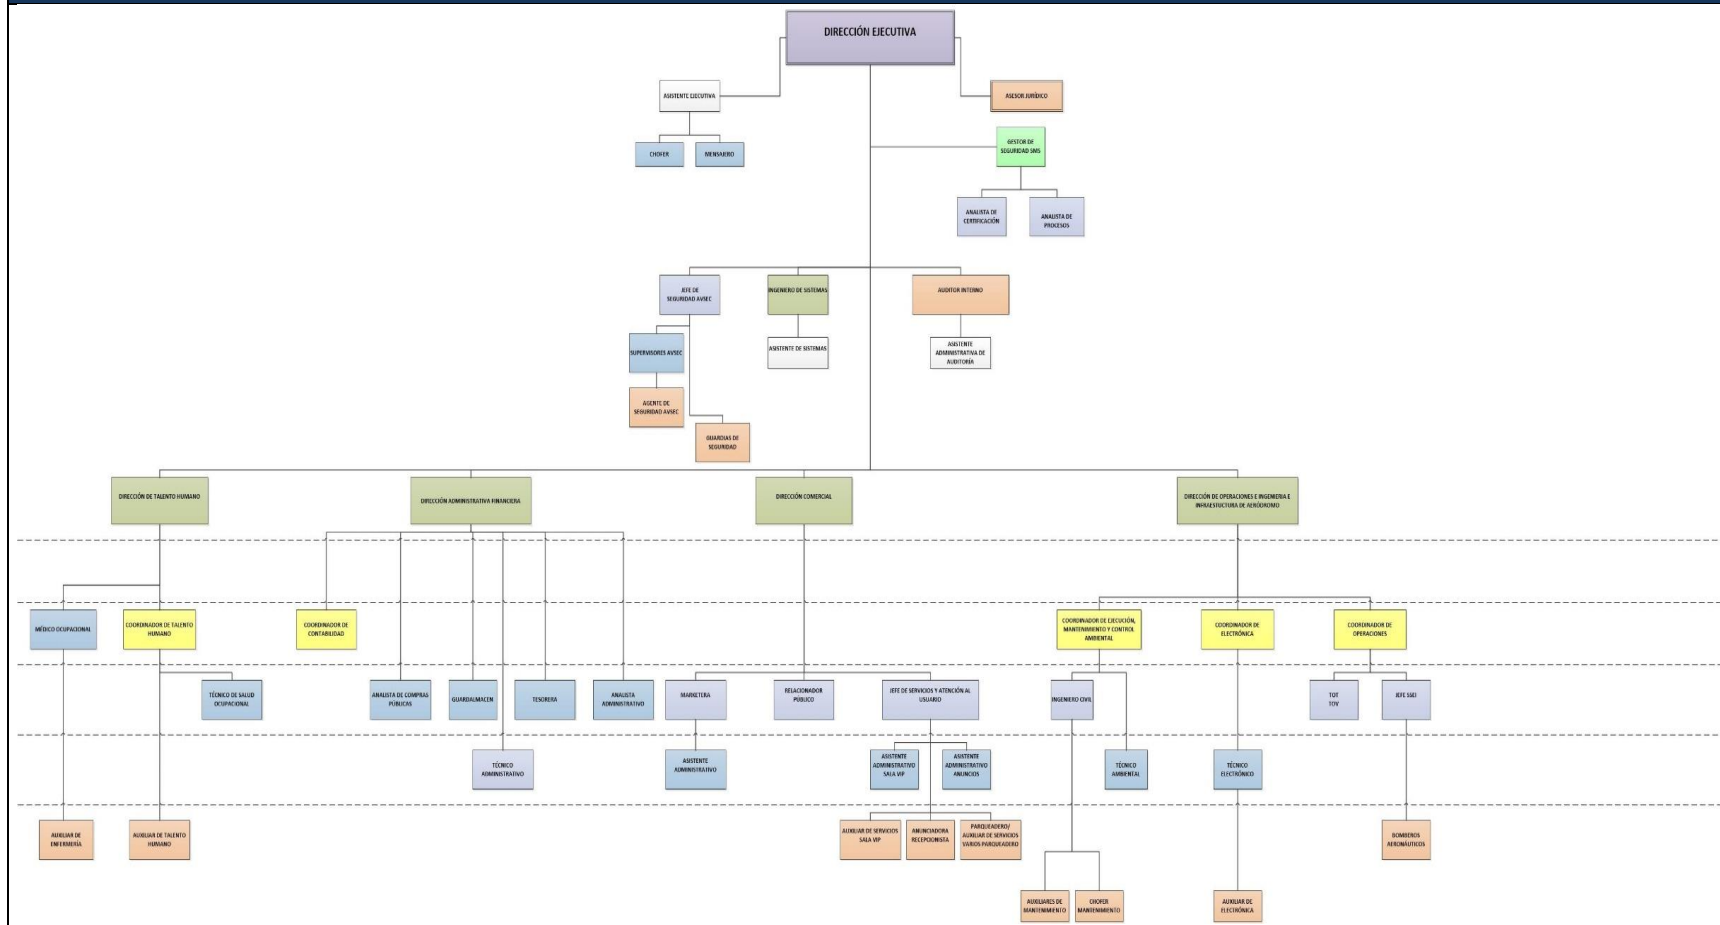 DIRECCIÓN EJECUTIVA
ASISTENTE EJECUTIVA
ASESOR JURÍDICO
CHOFER
MENSAJERO
GESTOR DE
SEGURIDAD SMS
ANALISTA DE
CERTIFICACIÓN
ANALISTA DE
PROCESOS
JEFE DE
SEGURIDAD AVSEC
INGENIERO DE SISTEMAS
AUDITOR INTERNO
SUPERVISORES AVSEC
ASISTENTE DE SISTEMAS
ASISTENTE
ADMINISTRATIVA DE
AUDITORÍA
AGENTE DE
SEGURIDAD AVSEC
GUARDIAS DE
SEGURIDAD
DIRECCIÓN DE TALENTO HUMANO
DIRECCIÓN ADMINISTRATIVA FINANCIERA
DIRECCIÓN COMERCIAL
DIRECCIÓN DE OPERACIONES E INGENIERIA E
INFRAESTUCTURA DE AERÓDROMO
MÉDICO OCUPACIONAL
COORDINADOR DE TALENTO
HUMANO
COORDINADOR DE
CONTABILIDAD
COORDINADOR DE EJECUCIÓN,
MANTENIMIENTO Y CONTROL
AMBIENTAL
COORDINADOR DE
ELECTRÓNICA
COORDINADOR DE
OPERACIONES
TÉCNICO DE SALUD
OCUPACIONAL
ANALISTA DE COMPRAS
PÚBLICAS
GUARDALMACEN
TESORERA
ANALISTA
ADMINISTRATIVO
MARKETERA
RELACIONADOR
PÚBLICO
JEFE DE SERVICIOS Y ATENCIÓN AL
USUARIO
INGENIERO CIVIL
TOT
TOV
JEFE SSEI
TÉCNICO
ADMINISTRATIVO
ASISTENTE
ADMINISTRATIVO
ASISTENTE
ADMINISTRATIVO
SALA VIP
ASISTENTE
ADMINISTRATIVO
ANUNCIOS
TÉCNICO
AMBIENTAL
TÉCNICO
ELECTRÓNICO
AUXILIAR DE
ENFERMERÍA
AUXILIAR DE TALENTO
HUMANO
AUXILIAR DE SERVICIOS
SALA VIP
ANUNCIADORA
RECEPCIONISTA
PARQUEADERO/
AUXILIAR DE SERVICIOS
VARIOS PARQUEADERO
BOMBEROS
AERONÁUTICOS
AUXILIARES DE
MANTENIMIENTO
CHOFER
MANTENIMIENTO
AUXILIAR DE
ELECTRÓNICA